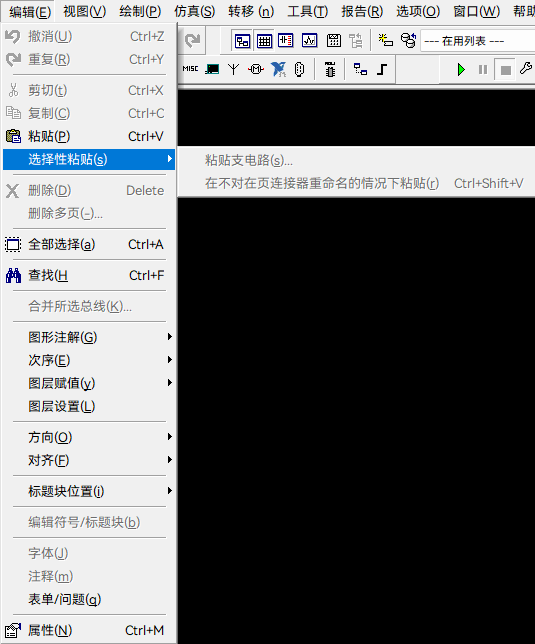 编辑(E) 视图(V) 绘制(P) 仿真(S) 转移 (n) 工具(T) 报告(R) 选项(O) 窗口(W) 帮助
撤消(U) Ctrl+Z
重复(R) Ctrl+Y
--- 在用列表 ---
MISC
剪切(t) Ctrl+X
复制(C) Ctrl+C
粘贴(P) Ctrl+V
选择性粘贴(s)
粘贴支电路(s)...
在不对在页连接器重命名的情况下粘贴(r) Ctrl+Shift+V
删除(D) Delete
删除多页(-)...
全部选择(a) Ctrl+A
查找(H Ctrl+F
合并所选总线(K)...
图形注解(G)
次序(E)
图层赋值(y)
图层设置(L)
方向(O)
对齐(F)
标题块位置(i)
编辑符号/标题块(b)
字体(J)
注释(m)
表单/问题(q)
属性(N) Ctrl+M